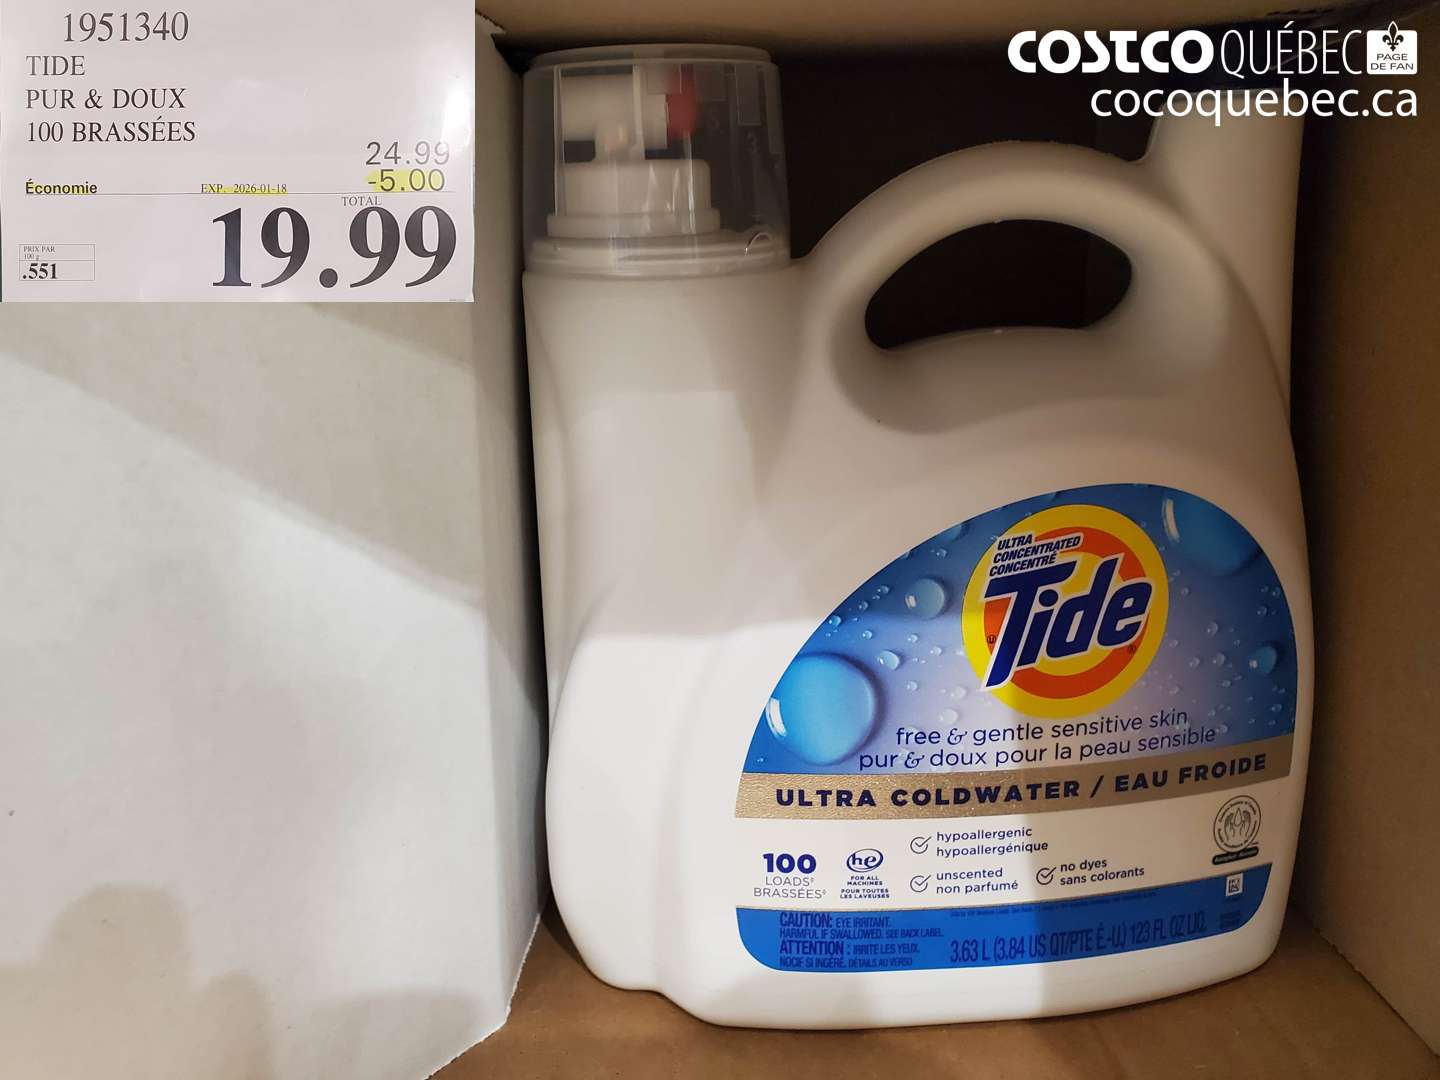 1951340
TIDE
PUR & DOUX
100 BRASSÉES
24.99
Économie EXP. 2026-01-18 -5.00
TOTAL
19.99
PRIX PAR
100 g
.551
COSTCO QUÉBEC PAGE DE FAN
cocoquebec.ca
ULTRA
CONCENTRATED
CONCENTRÉ
Tide
free & gentle sensitive skin
pur & doux pour la peau sensible
ULTRA COLDWATER / EAU FROIDE
100
LOADS◊
BRASSÉES◊
he
FOR ALL
MACHINES
POUR TOUTES
LES LAVEUSES
hypoallergenic
hypoallergénique
unscented
non parfumé
no dyes
sans colorants
CAUTION: EYE IRRITANT.
HARMFUL IF SWALLOWED. SEE BACK LABEL.
ATTENTION : IRRITE LES YEUX.
NOCIF SI INGÉRÉ. DÉTAILS AU VERSO
3.63 L (3.84 US QT/PTE É.-U.) 123 FL OZ LIQ.